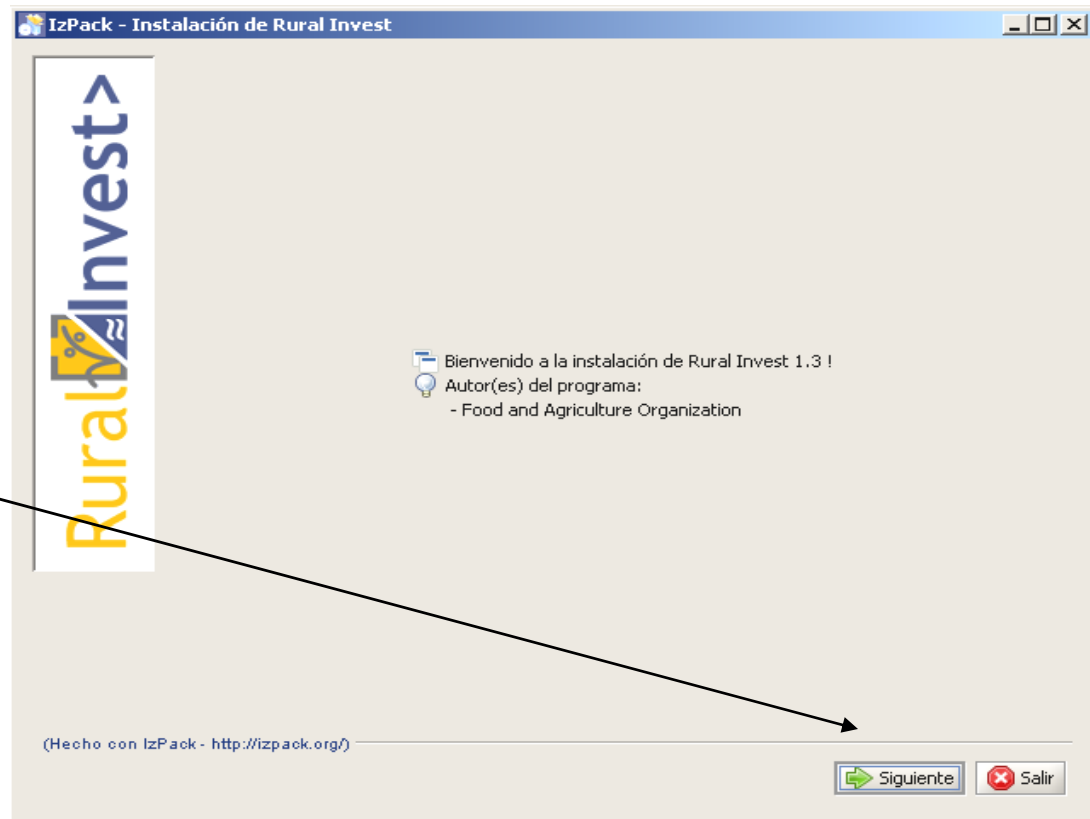 IzPack - Instalación de Rural Invest
Rural Invest>
Bienvenido a la instalación de Rural Invest 1.3 !
Autor(es) del programa:
- Food and Agriculture Organization
(Hecho con IzPack - http://izpack.org/)
Siguiente
Salir